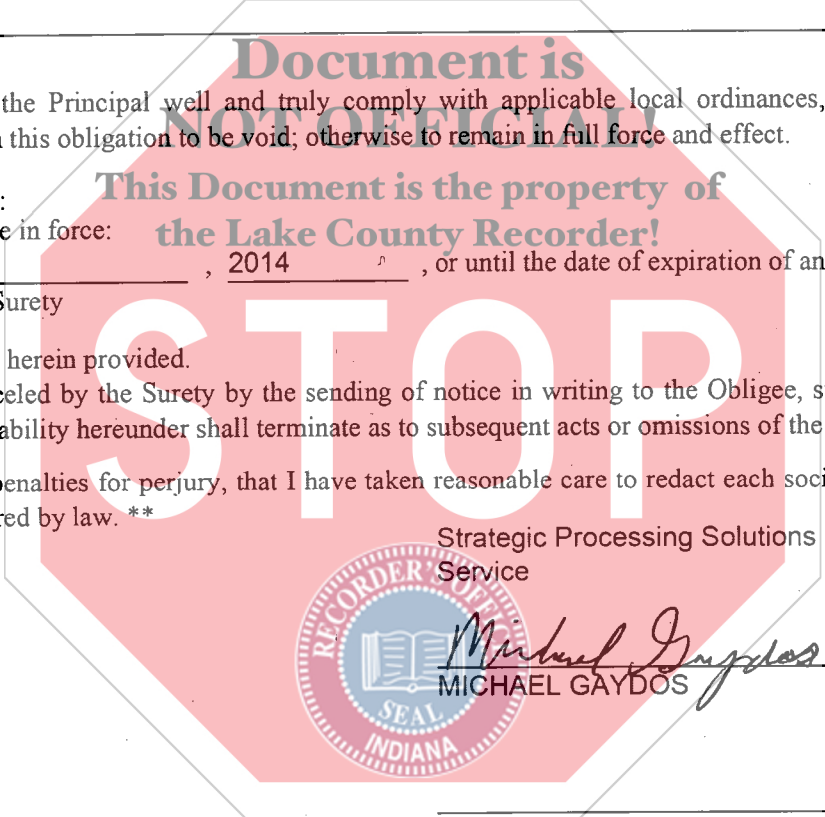 Document is
the Principal well and truly comply with applicable local ordinances,
NOT OFFICIAL!
this obligation to be void; otherwise to remain in full force and effect.
This Document is the property of
:
e in force:
the Lake County Recorder!
, 2014 , or until the date of expiration of an
Surety
STOP
herein provided.
celed by the Surety by the sending of notice in writing to the Obligee, s
ability hereunder shall terminate as to subsequent acts or omissions of the
penalties for perjury, that I have taken reasonable care to redact each soci
red by law. **
Strategic Processing Solutions
Service
RECORDER'S OFFICE
SEAL
INDIANA
Michael Gaydos
MICHAEL GAYDOS